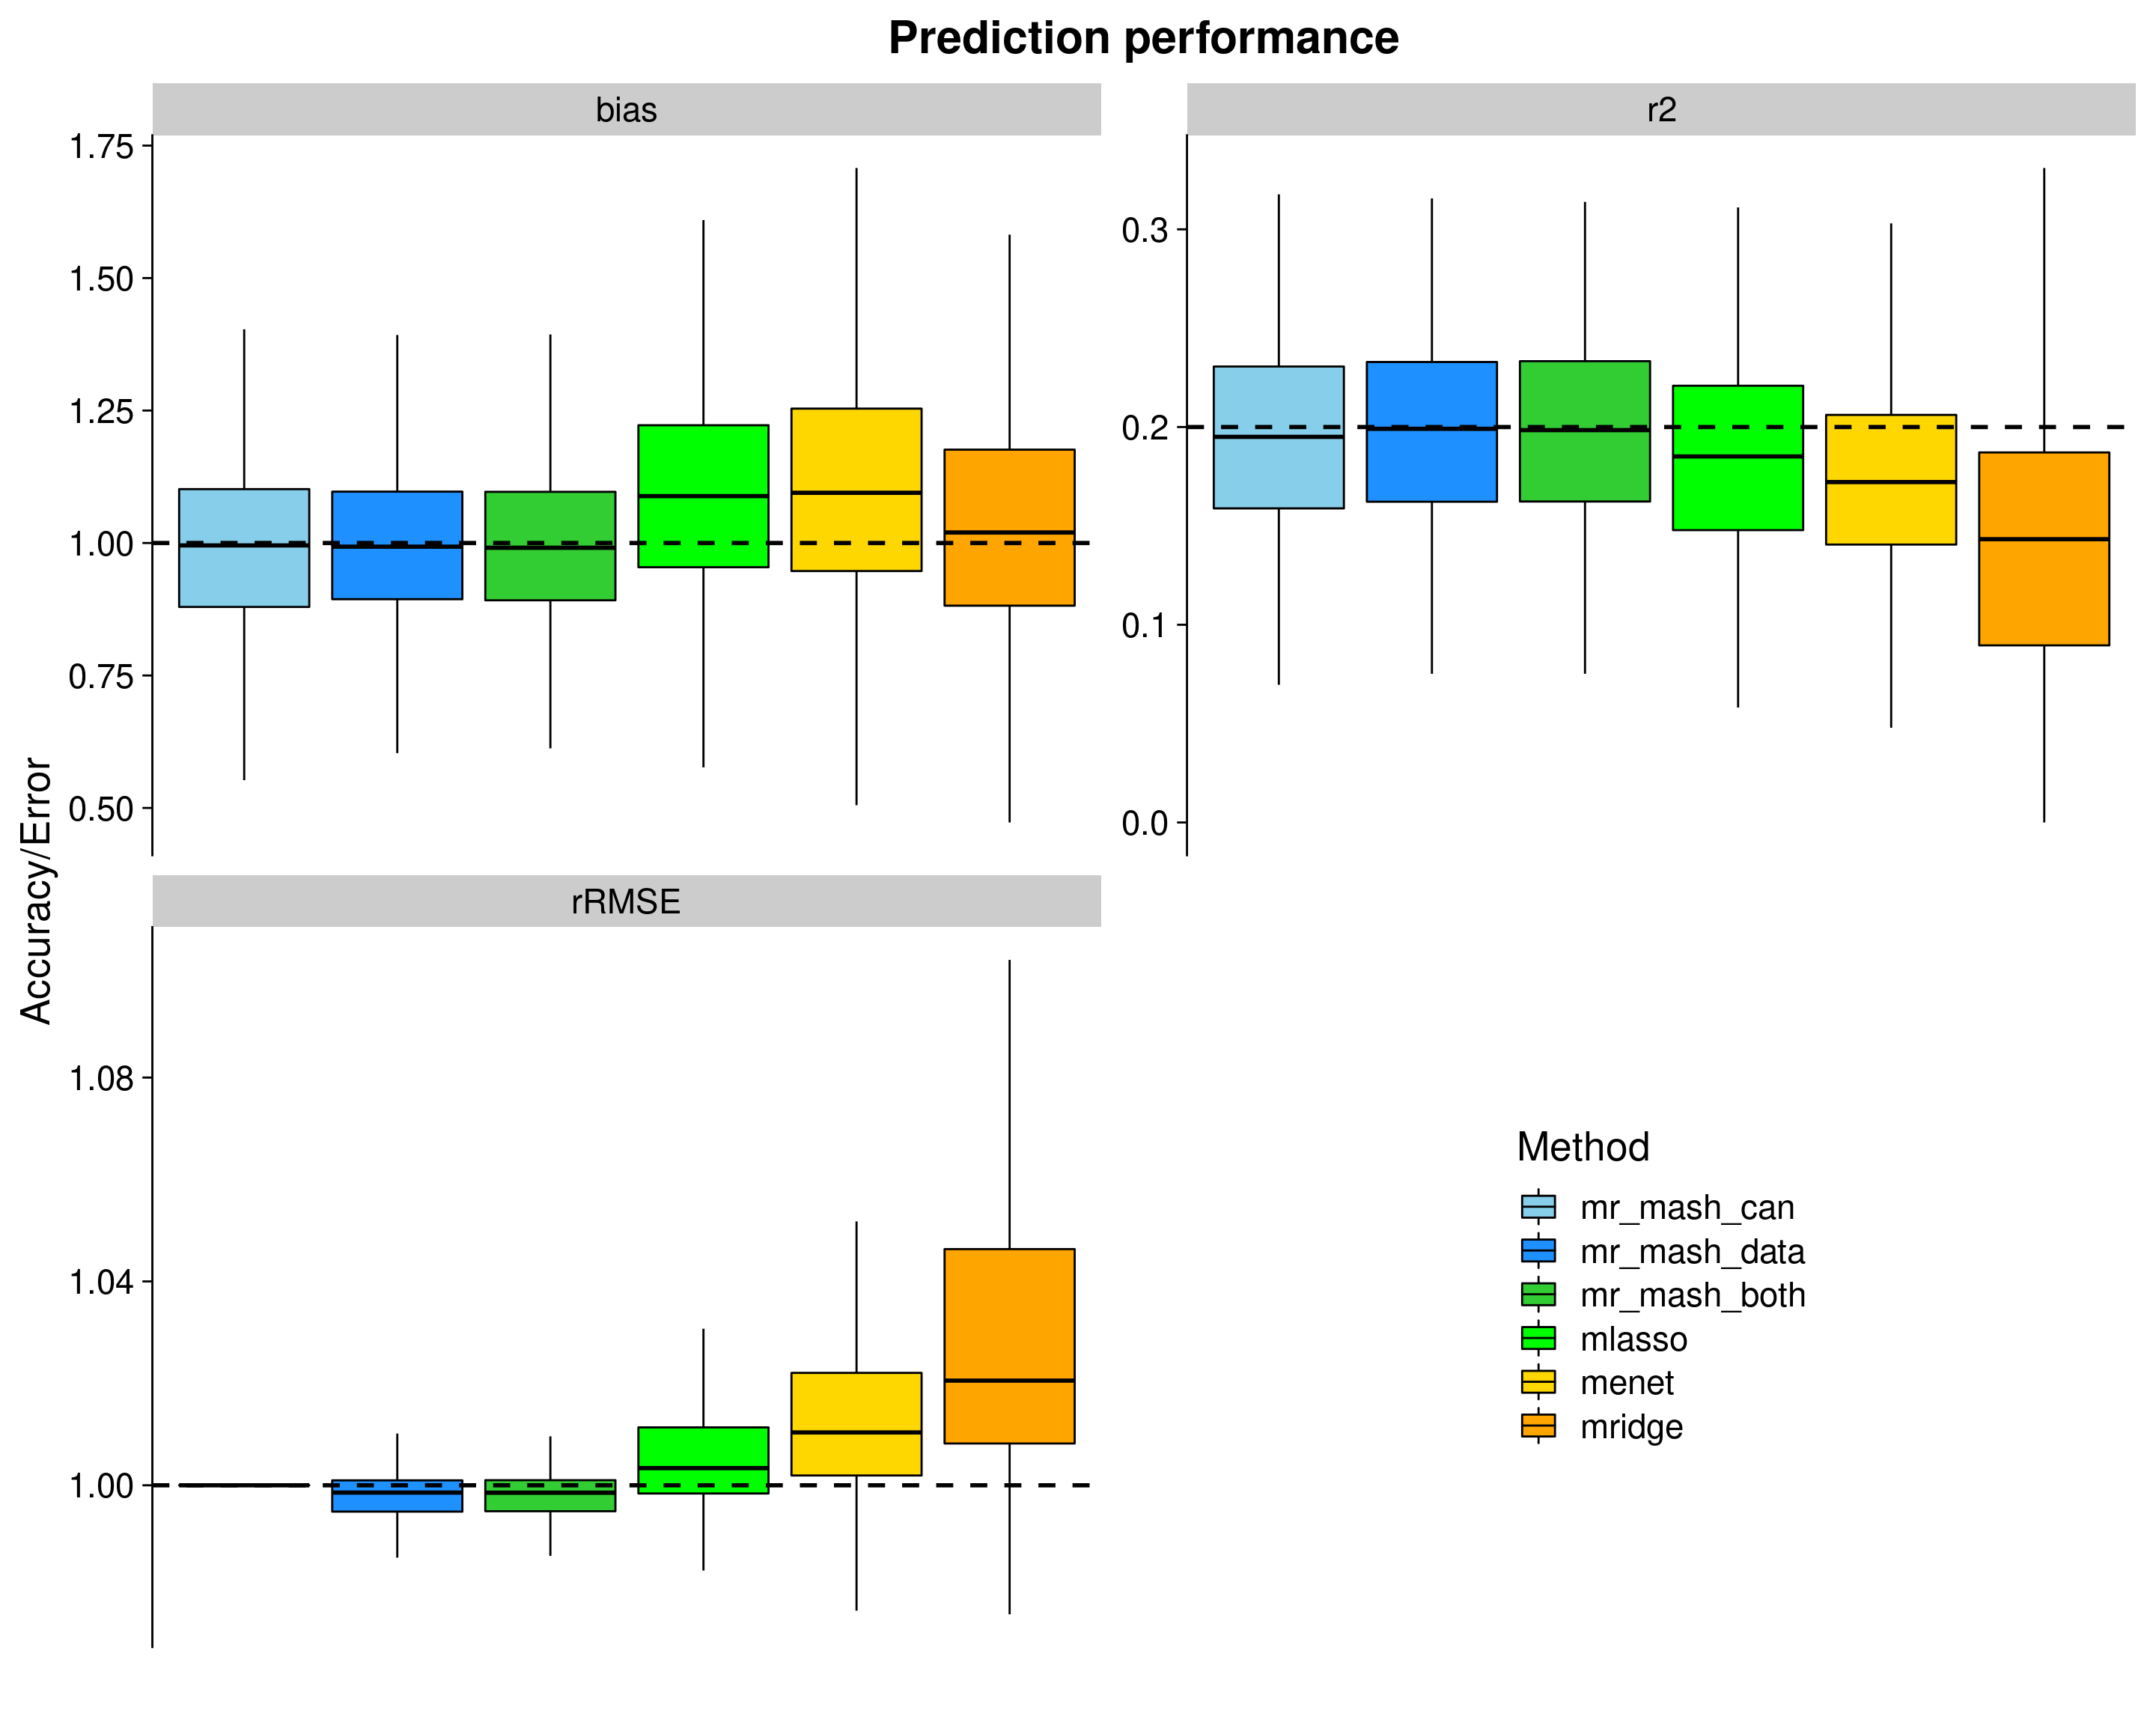 Prediction performance
bias
r2
1.75
1.50
1.25
1.00
0.75
0.50
0.3
0.2
0.1
0.0
Accuracy/Error
rRMSE
1.08
1.04
1.00
Method
mr_mash_can
mr_mash_data
mr_mash_both
mlasso
menet
mridge